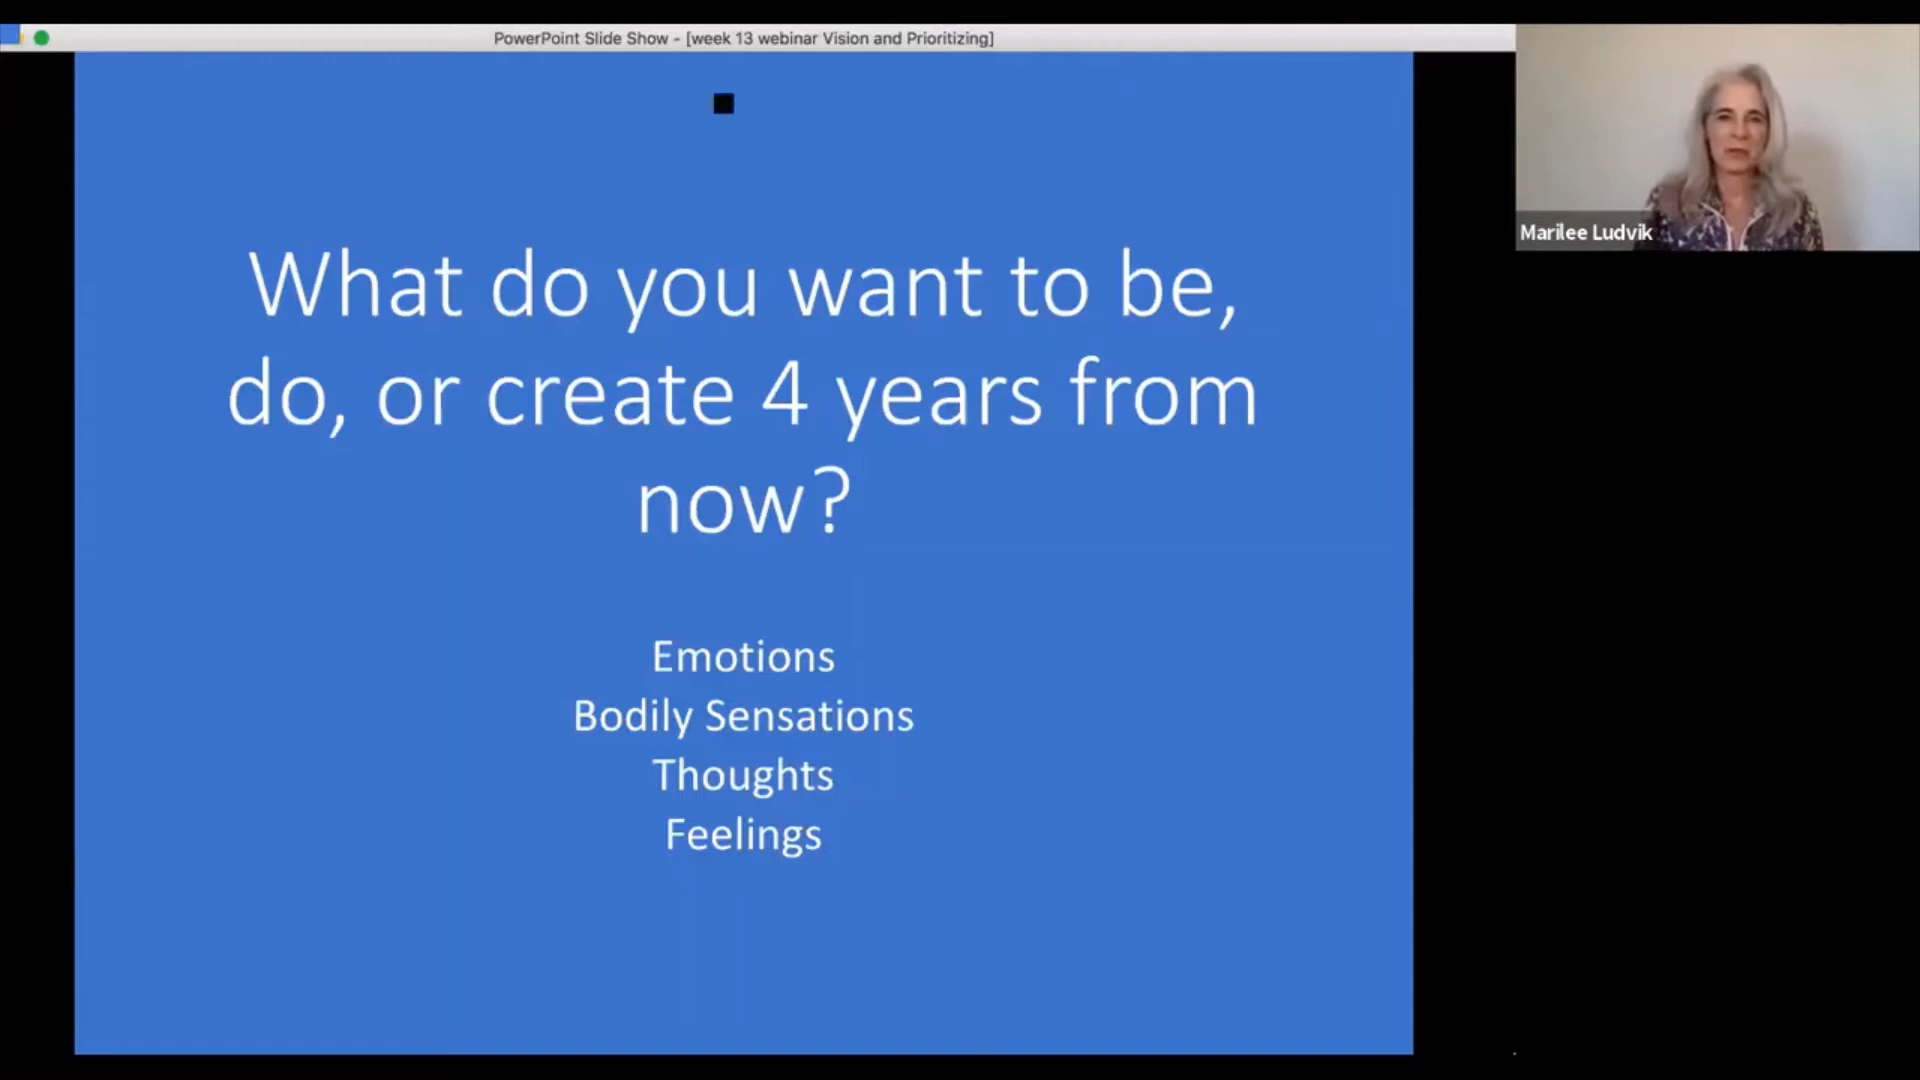 PowerPoint Slide Show - [week 13 webinar Vision and Prioritizing]
Marilee Ludvik
What do you want to be,
do, or create 4 years from
now?
Emotions
Bodily Sensations
Thoughts
Feelings